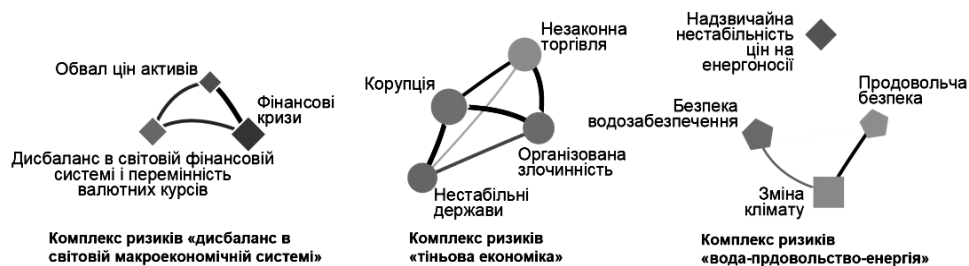 Обвал цін активів
Фінансові
кризи
Дисбаланс в світовій фінансовій
системі і перемінність
валютних курсів
Комплекс ризиків «дисбаланс в
світовій макроекономічній системі»
Незаконна
торгівля
Корупція
Організована
злочинність
Нестабільні
держави
Комплекс ризиків
«тіньова економіка»
Надзвичайна
нестабільність
цін на
енергоносії
Продовольча
безпека
Безпека
водозабезпечення
Зміна
клімату
Комплекс ризиків
«вода-прдовольство-енергія»